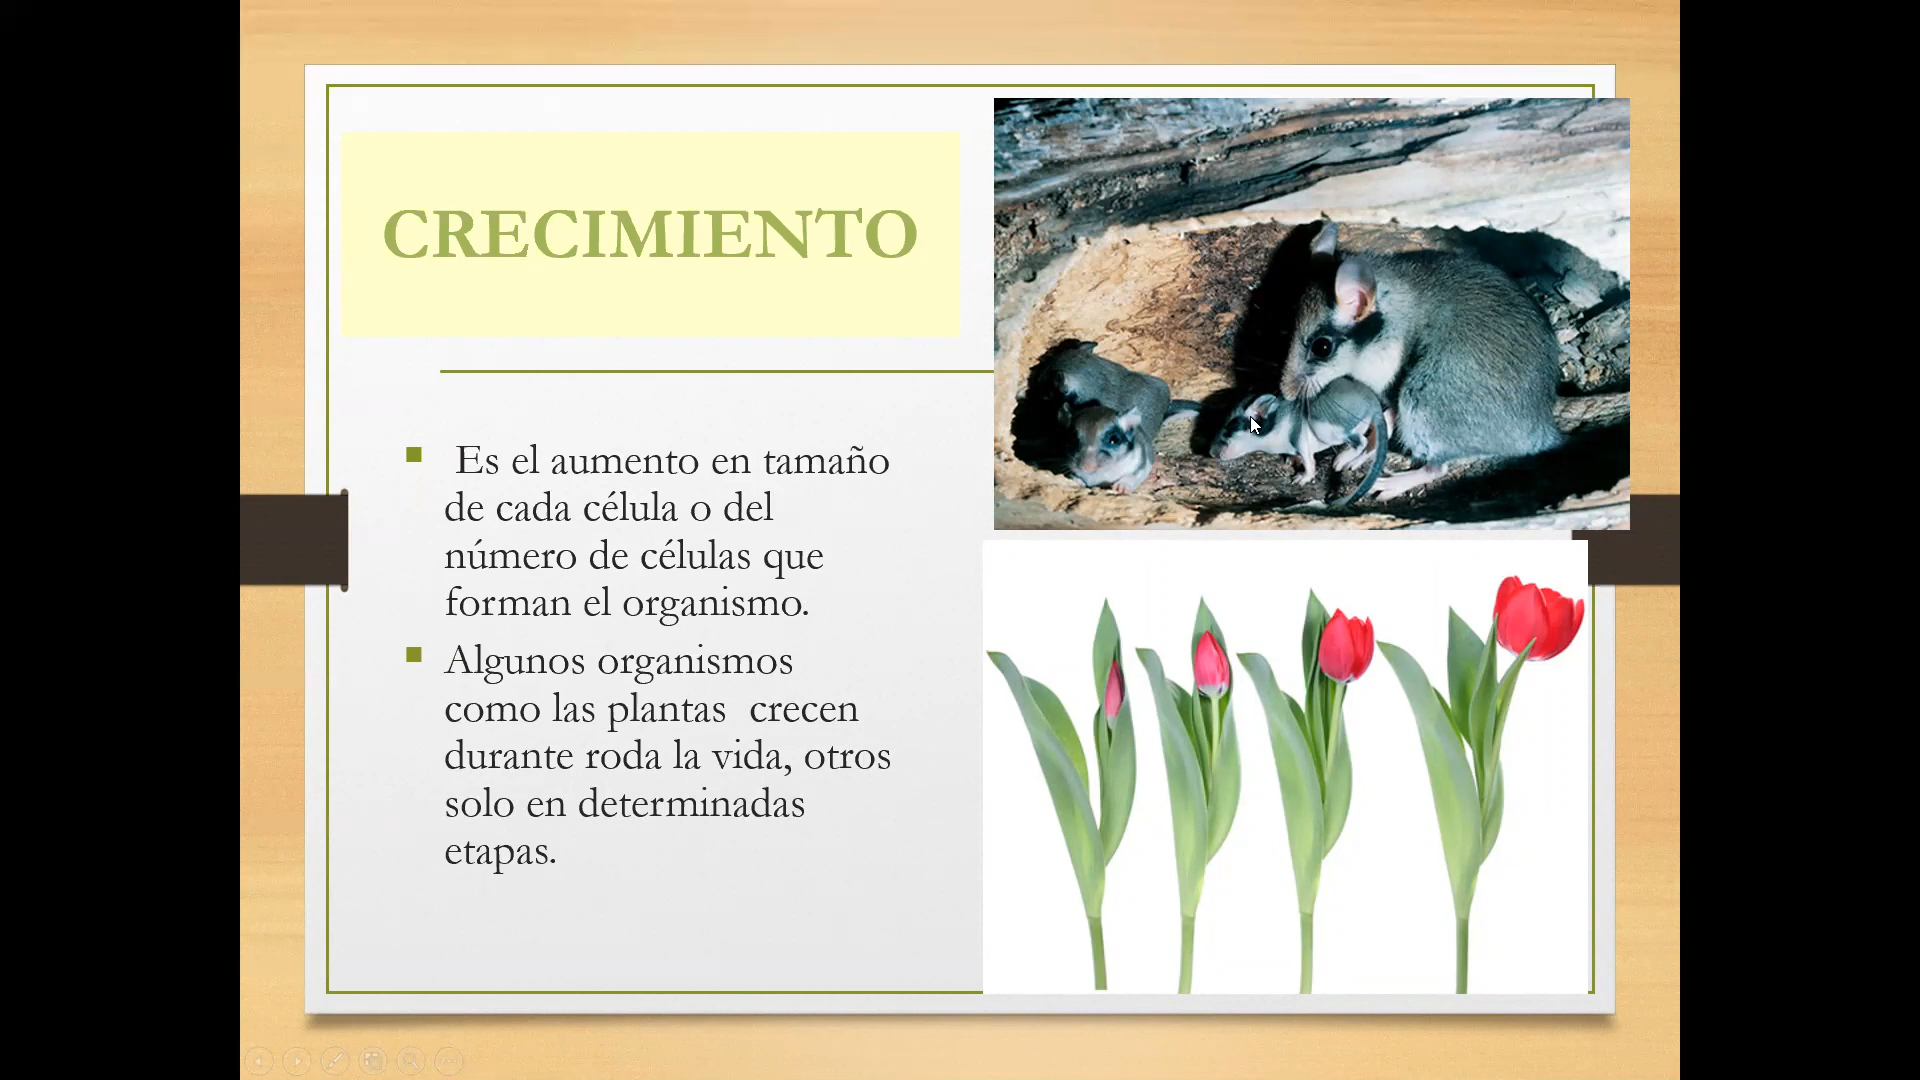 CRECIMIENTO
Es el aumento en tamaño
de cada célula o del
número de células que
forman el organismo.
Algunos organismos
como las plantas  crecen
durante roda la vida, otros
solo en determinadas
etapas.